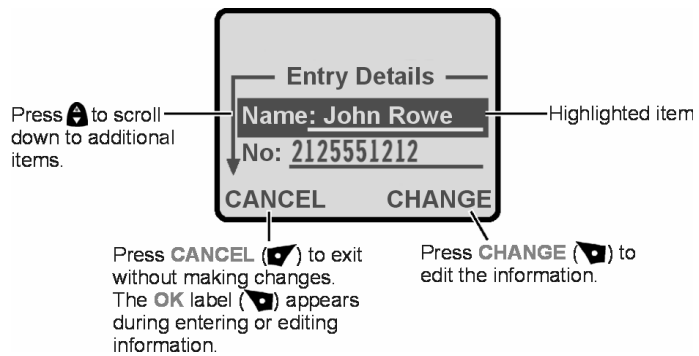 Entry Details
Name: John Rowe
No: 2125551212
CANCEL CHANGE
Press to scroll
down to additional
items.
Highlighted item
Press CANCEL ( ) to exit
without making changes.
The OK label ( ) appears
during entering or editing
information.
Press CHANGE ( ) to
edit the information.